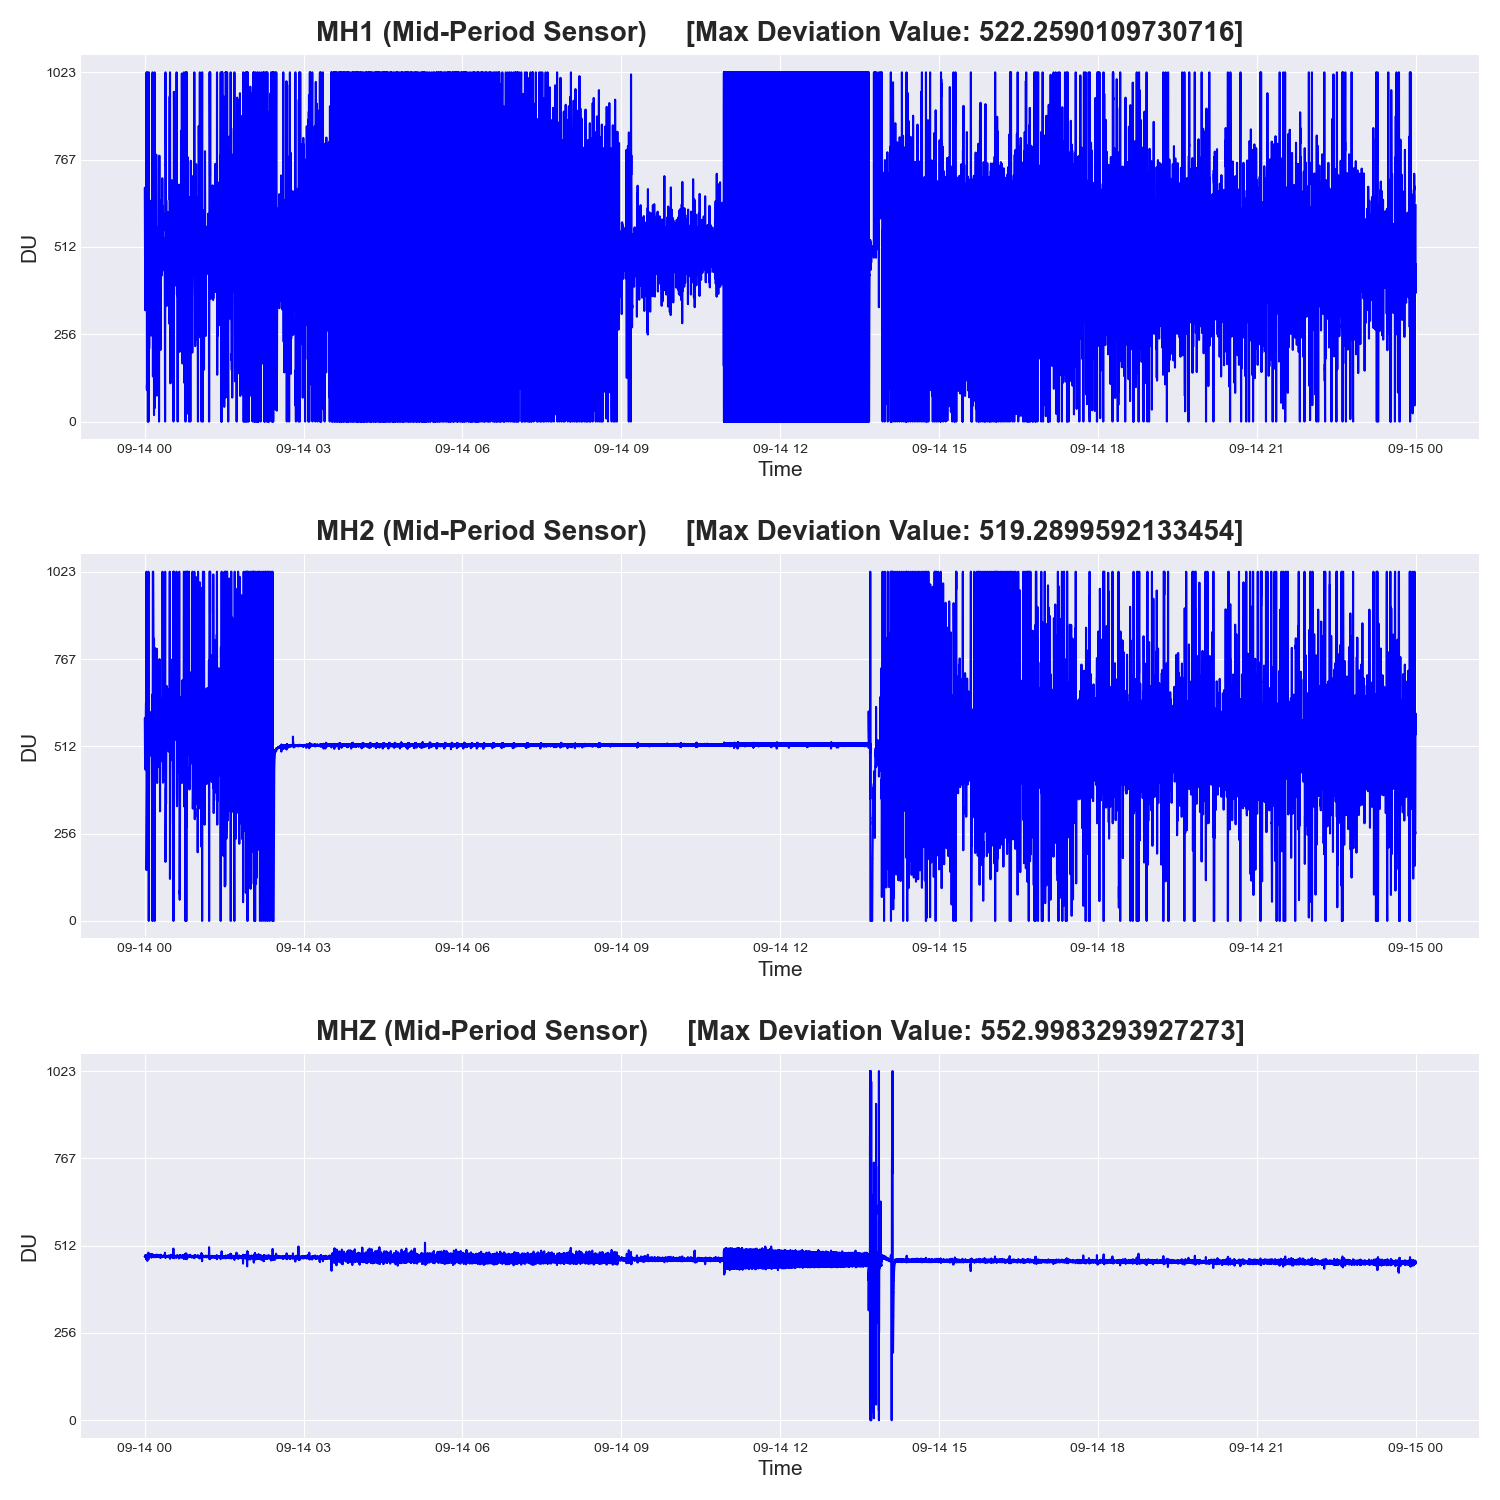 MH1 (Mid-Period Sensor) [Max Deviation Value: 522.2590109730716]
1023
767
512
256
0
DU
09-14 00 09-14 03 09-14 06 09-14 09 09-14 12 09-14 15 09-14 18 09-14 21 09-15 00
Time
MH2 (Mid-Period Sensor) [Max Deviation Value: 519.2899592133454]
1023
767
512
256
0
DU
09-14 00 09-14 03 09-14 06 09-14 09 09-14 12 09-14 15 09-14 18 09-14 21 09-15 00
Time
MHZ (Mid-Period Sensor) [Max Deviation Value: 552.9983293927273]
1023
767
512
256
0
DU
09-14 00 09-14 03 09-14 06 09-14 09 09-14 12 09-14 15 09-14 18 09-14 21 09-15 00
Time